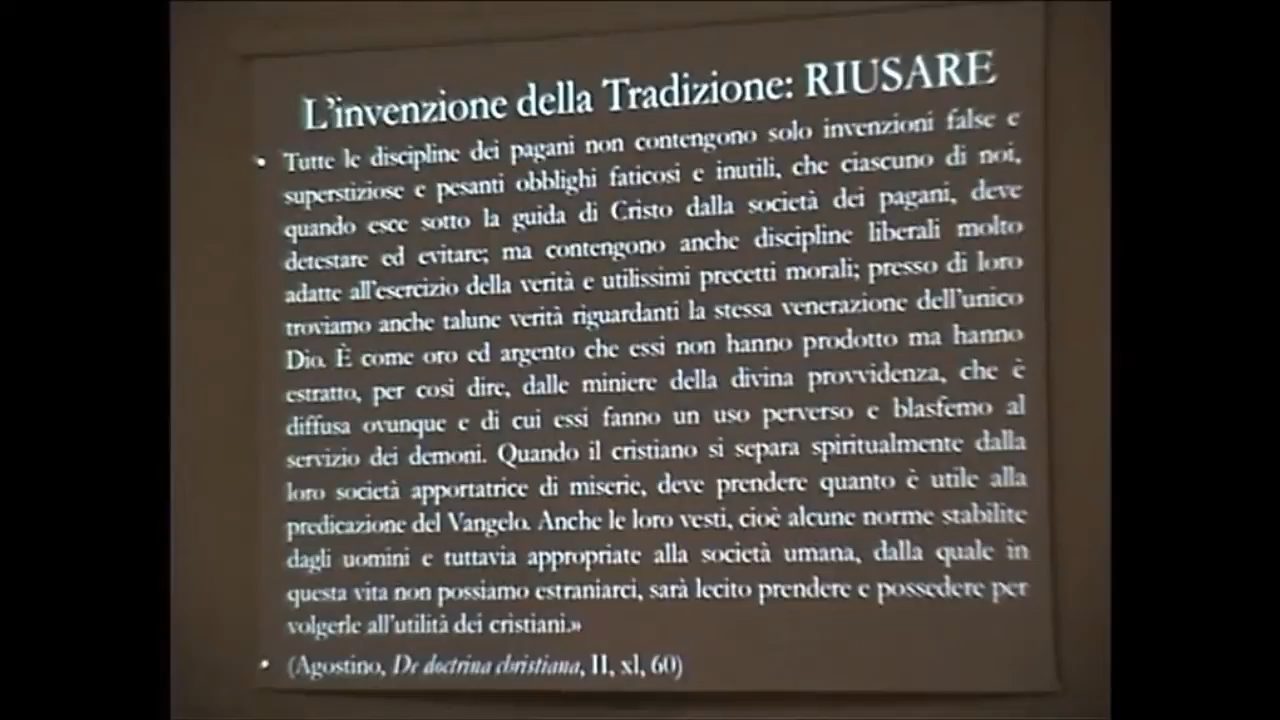 L'invenzione della Tradizione: RIUSARE
• Tutte le discipline dei pagani non contengono solo invenzioni false e
superstiziose e pesanti obblighi faticosi e inutili, che ciascuno di noi,
quando esce sotto la guida di Cristo dalla società dei pagani, deve
detestare ed evitare; ma contengono anche discipline liberali molto
adatte all'esercizio della verità e utilissimi precetti morali; presso di loro
troviamo anche talune verità riguardanti la stessa venerazione dell'unico
Dio. È come oro ed argento che essi non hanno prodotto ma hanno
estratto, per così dire, dalle miniere della divina provvidenza, che è
diffusa ovunque e di cui essi fanno un uso perverso e blasfemo al
servizio dei demoni. Quando il cristiano si separa spiritualmente dalla
loro società apportatrice di miserie, deve prendere quanto è utile alla
predicazione del Vangelo. Anche le loro vesti, cioè alcune norme stabilite
dagli uomini e tuttavia appropriate alla società umana, dalla quale in
questa vita non possiamo estraniarci, sarà lecito prendere e possedere per
volgerle all'utilità dei cristiani.»
• (Agostino, De doctrina christiana, II, xl, 60)